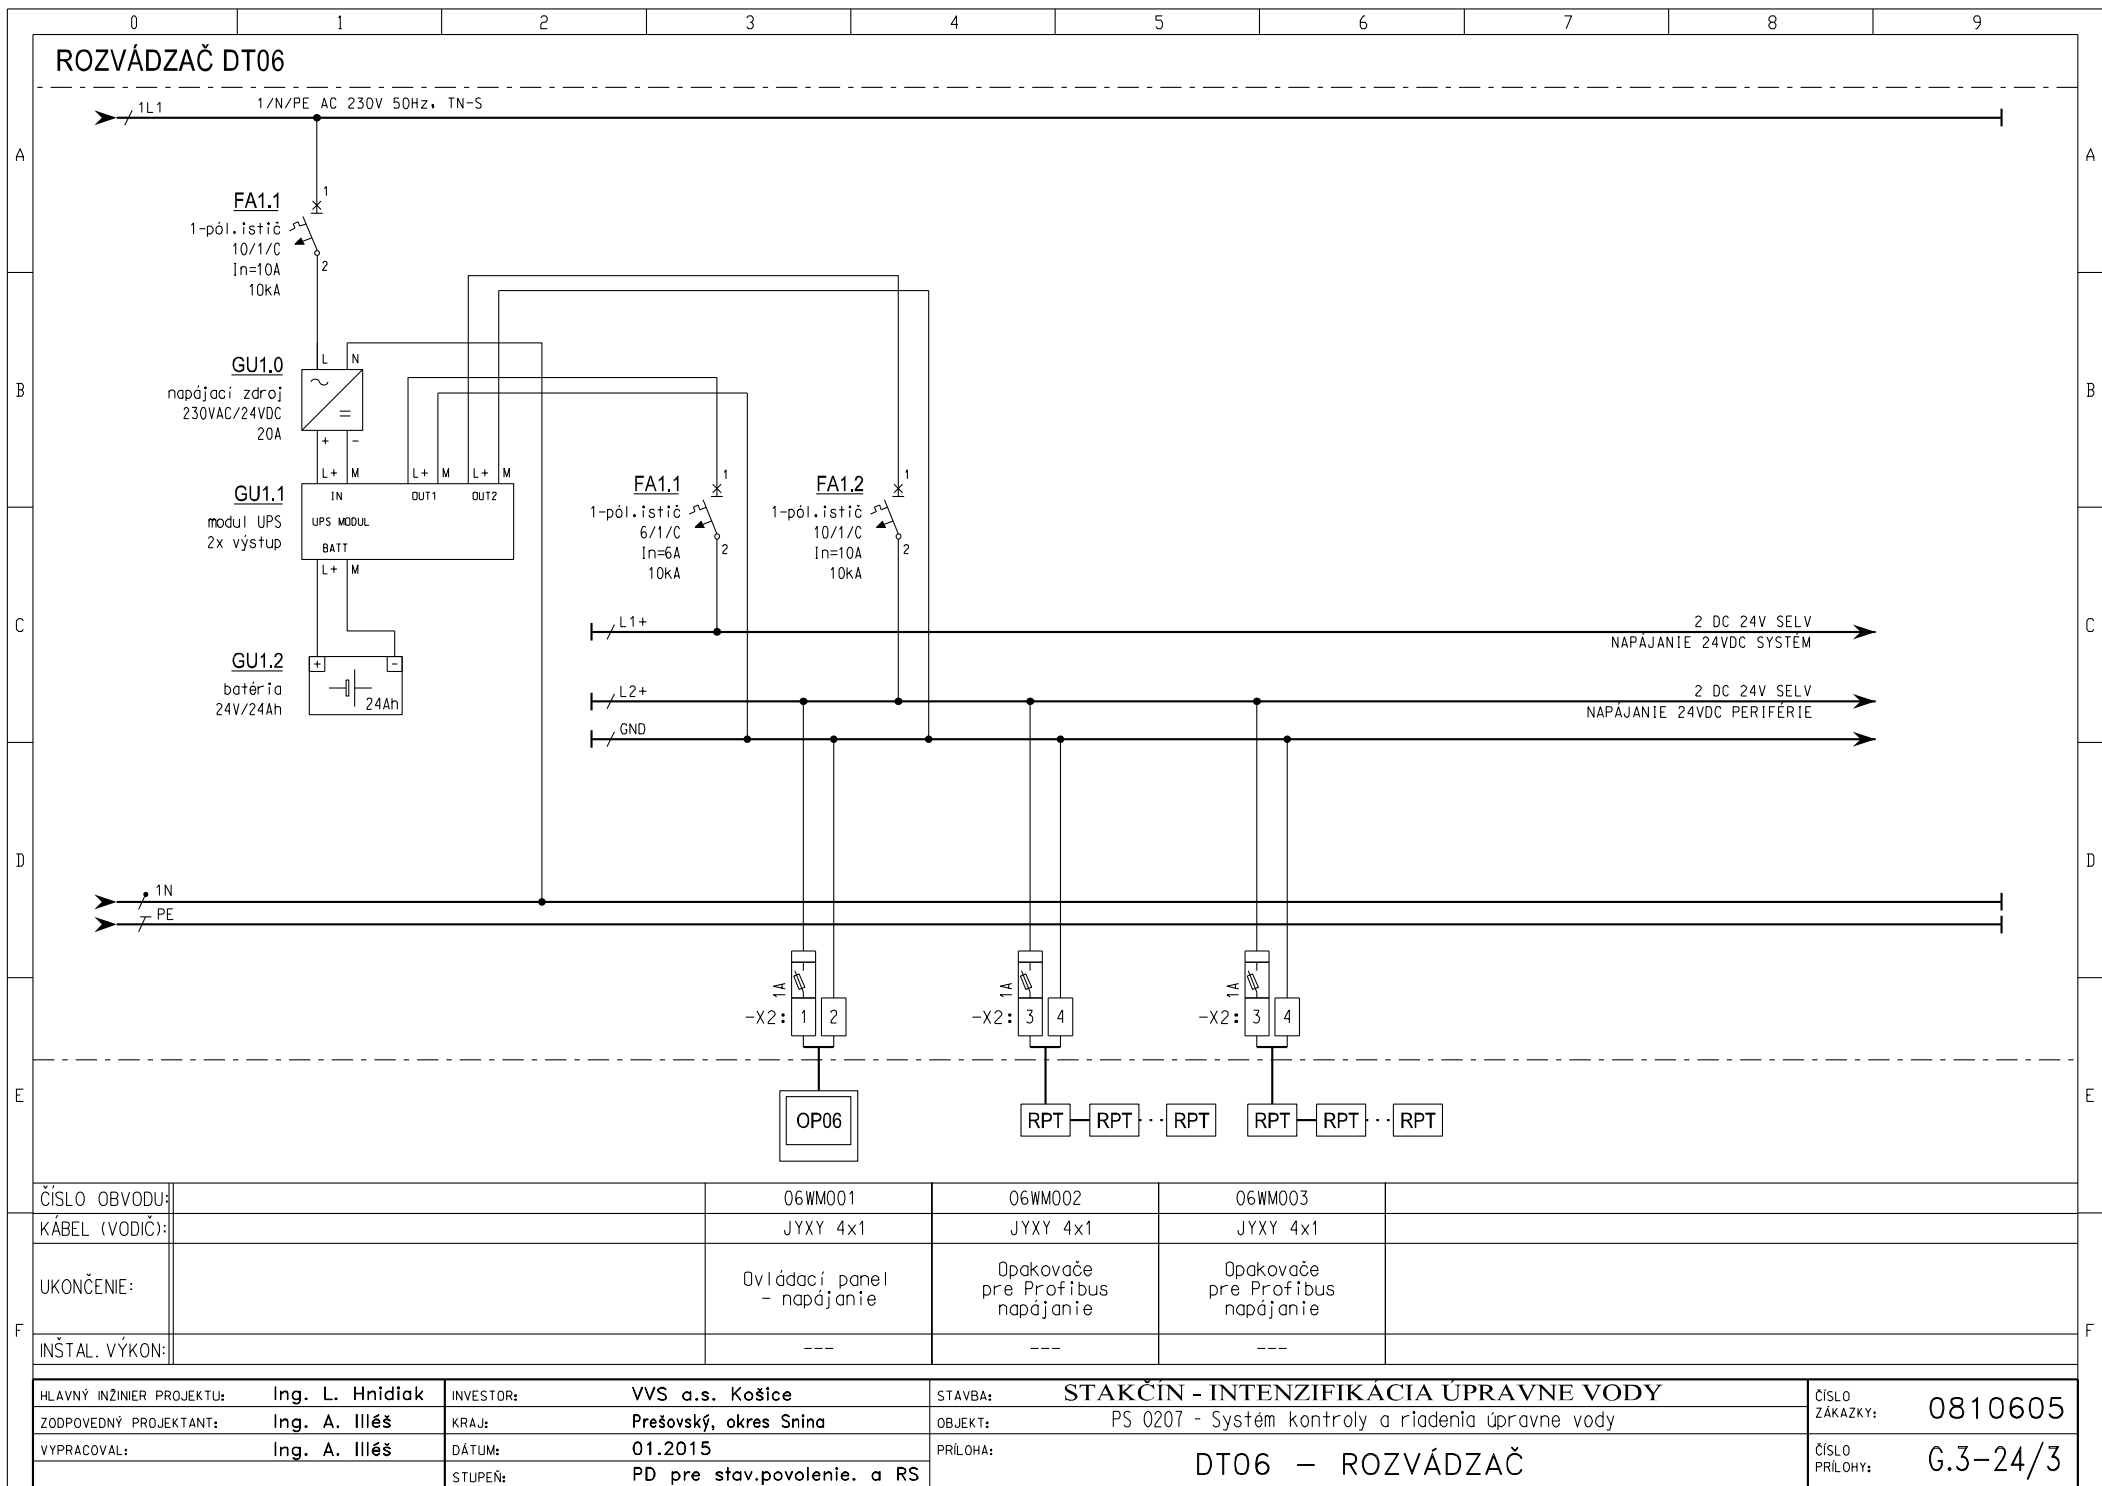 0 1 2 3 4 5 6 7 8 9
ROZVÁDZAČ DT06
1L1
1/N/PE AC 230V 50Hz, TN-S
A
A
FA1.1
1-pól.istič
10/1/C
In=10A
10kA
1
2
B
B
GU1.0
napájací zdroj
230VAC/24VDC
20A
L N
+ -
L+ M L+ M L+ M
GU1.1
modul UPS
2x výstup
IN OUT1 OUT2
UPS MODUL
BATT
L+ M
FA1.1
1-pól.istič
6/1/C
In=6A
10kA
1
2
FA1.2
1-pól.istič
10/1/C
In=10A
10kA
1
2
C
C
L1+
2 DC 24V SELV
NAPÁJANIE 24VDC SYSTÉM
GU1.2
batéria
24V/24Ah
+ -
24Ah
L2+
2 DC 24V SELV
NAPÁJANIE 24VDC PERIFÉRIE
GND
D
D
1N
PE
1A
-X2: 1 2
1A
-X2: 3 4
1A
-X2: 3 4
E
E
OP06
RPT RPT ... RPT
RPT RPT ... RPT
ČÍSLO OBVODU: 06WM001 06WM002 06WM003
KÁBEL (VODIČ): JYXY 4x1 JYXY 4x1 JYXY 4x1
UKONČENIE:
Ovládací panel
- napájanie
Opakovače
pre Profibus
napájanie
Opakovače
pre Profibus
napájanie
F
F
INŠTAL. VÝKON: --- --- ---
HLAVNÝ INŽINIER PROJEKTU: Ing. L. Hnidiak
ZODPOVEDNÝ PROJEKTANT: Ing. A. Illéš
VYPRACOVAL: Ing. A. Illéš
INVESTOR: VVS a.s. Košice
KRAJ: Prešovský, okres Snina
DÁTUM: 01.2015
STUPEŇ: PD pre stav.povolenie. a RS
STAVBA: STAKČÍN - INTENZIFIKÁCIA ÚPRAVNE VODY
OBJEKT: PS 0207 - Systém kontroly a riadenia úpravne vody
PRÍLOHA: DT06 – ROZVÁDZAČ
ČÍSLO
ZÁKAZKY: 0810605
ČÍSLO
PRÍLOHY: G.3-24/3